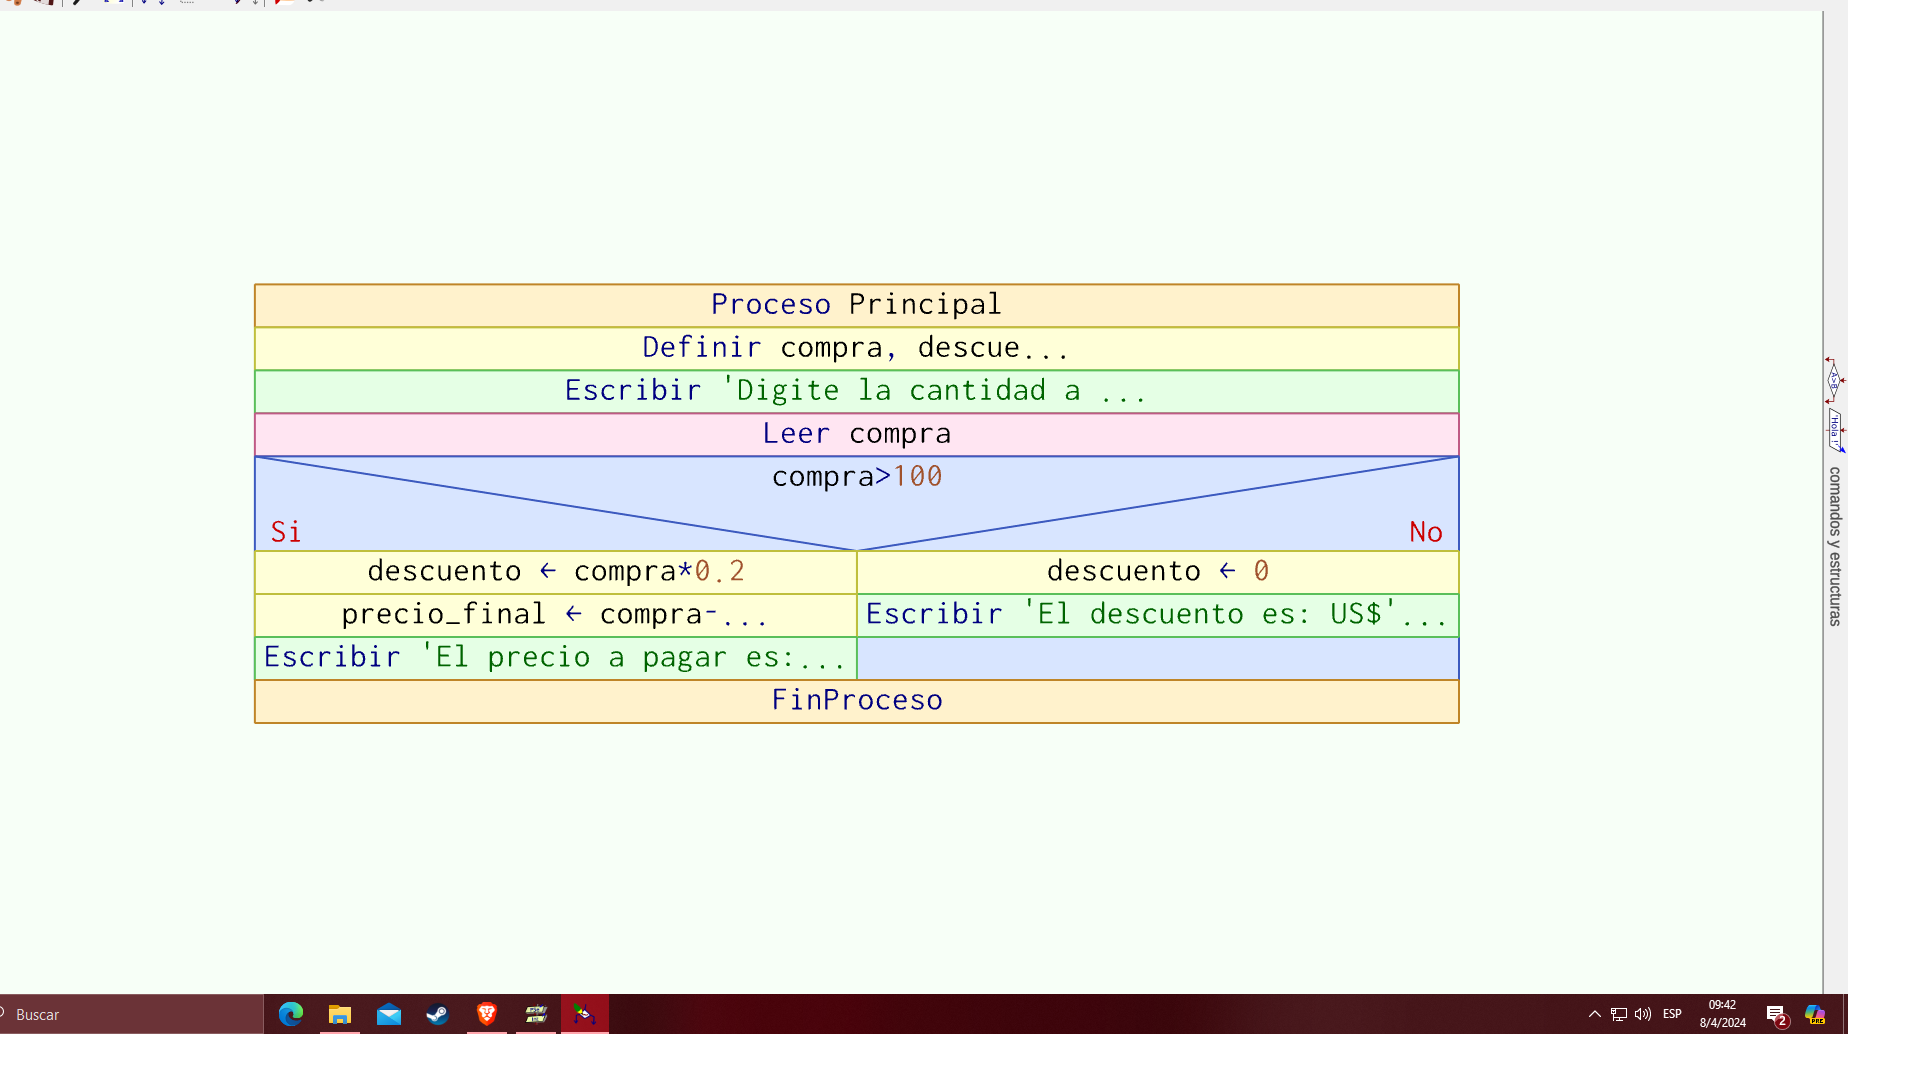 Proceso Principal
Definir compra, descue...
Escribir 'Digite la cantidad a ...
Leer compra
compra>100
Si
No
descuento ← compra*0.2
descuento ← 0
precio_final ← compra-...
Escribir 'El descuento es: US$'...
Escribir 'El precio a pagar es:...
FinProceso
A>B
'Hola !'
comandos y estructuras
Buscar
ESP
09:42
8/4/2024
2
PRE